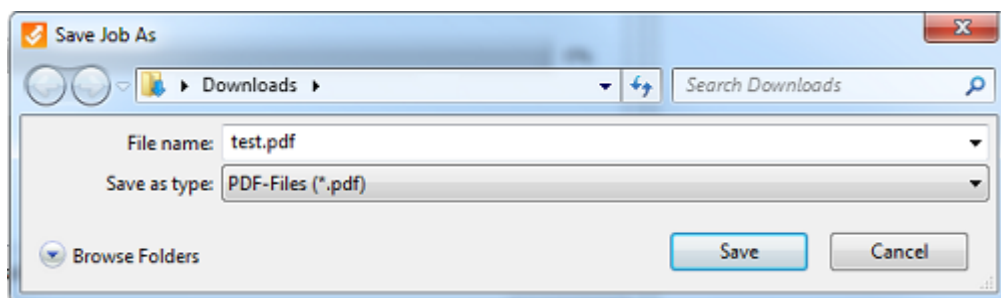 Save Job As
Downloads
Search Downloads
File name: test.pdf
Save as type: PDF-Files (*.pdf)
Browse Folders
Save
Cancel